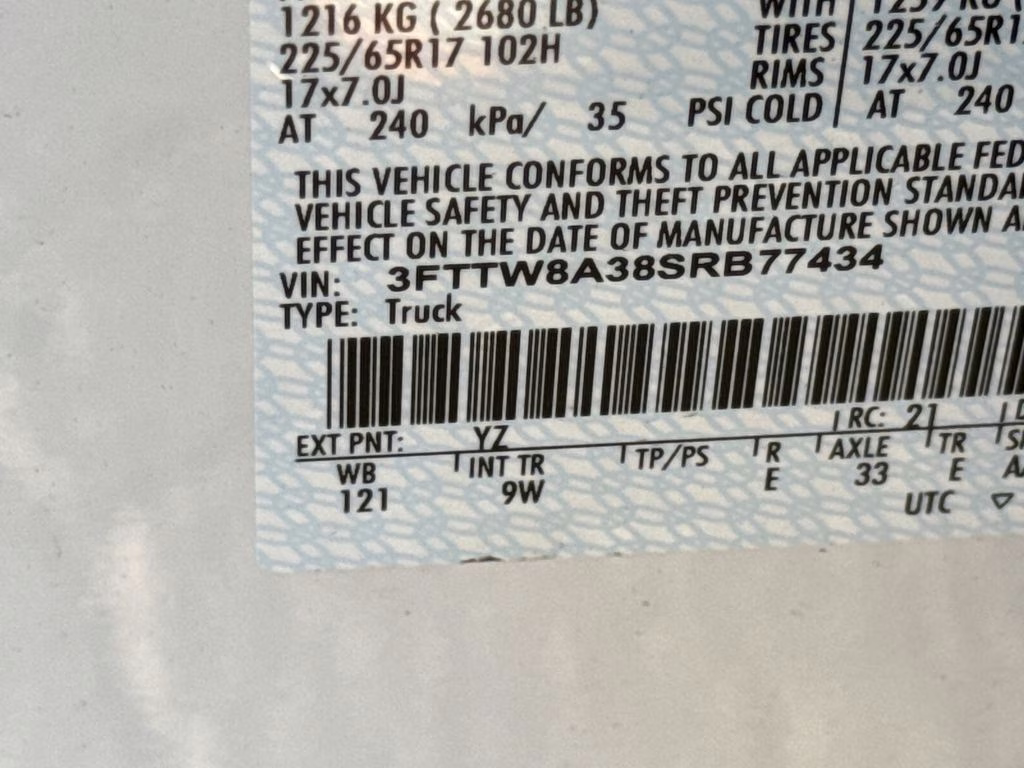 1216 KG ( 2680 LB) WITH
225/65R17 102H TIRES 225/65R1
17x7.0J RIMS 17x7.0J
AT 240 kPa/ 35 PSI COLD AT 240
THIS VEHICLE CONFORMS TO ALL APPLICABLE FED
VEHICLE SAFETY AND THEFT PREVENTION STANDA
EFFECT ON THE DATE OF MANUFACTURE SHOWN A
VIN: 3FTTW8A38SRB77434
TYPE: Truck
EXT PNT: YZ RC: 21
WB INT TR TP/PS R AXLE TR
121 9W E 33 E
UTC